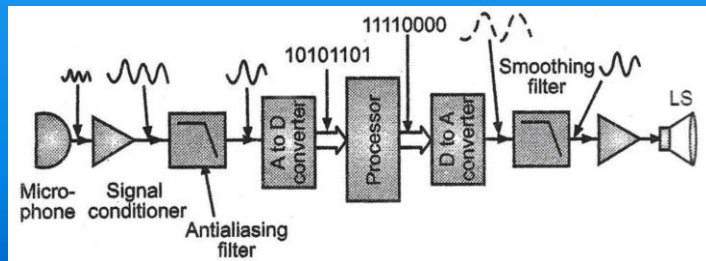 11110000
10101101
Smoothing
filter
LS
A to D
converter
Processor
D to A
converter
Micro-
phone
Signal
conditioner
Antialiasing
filter